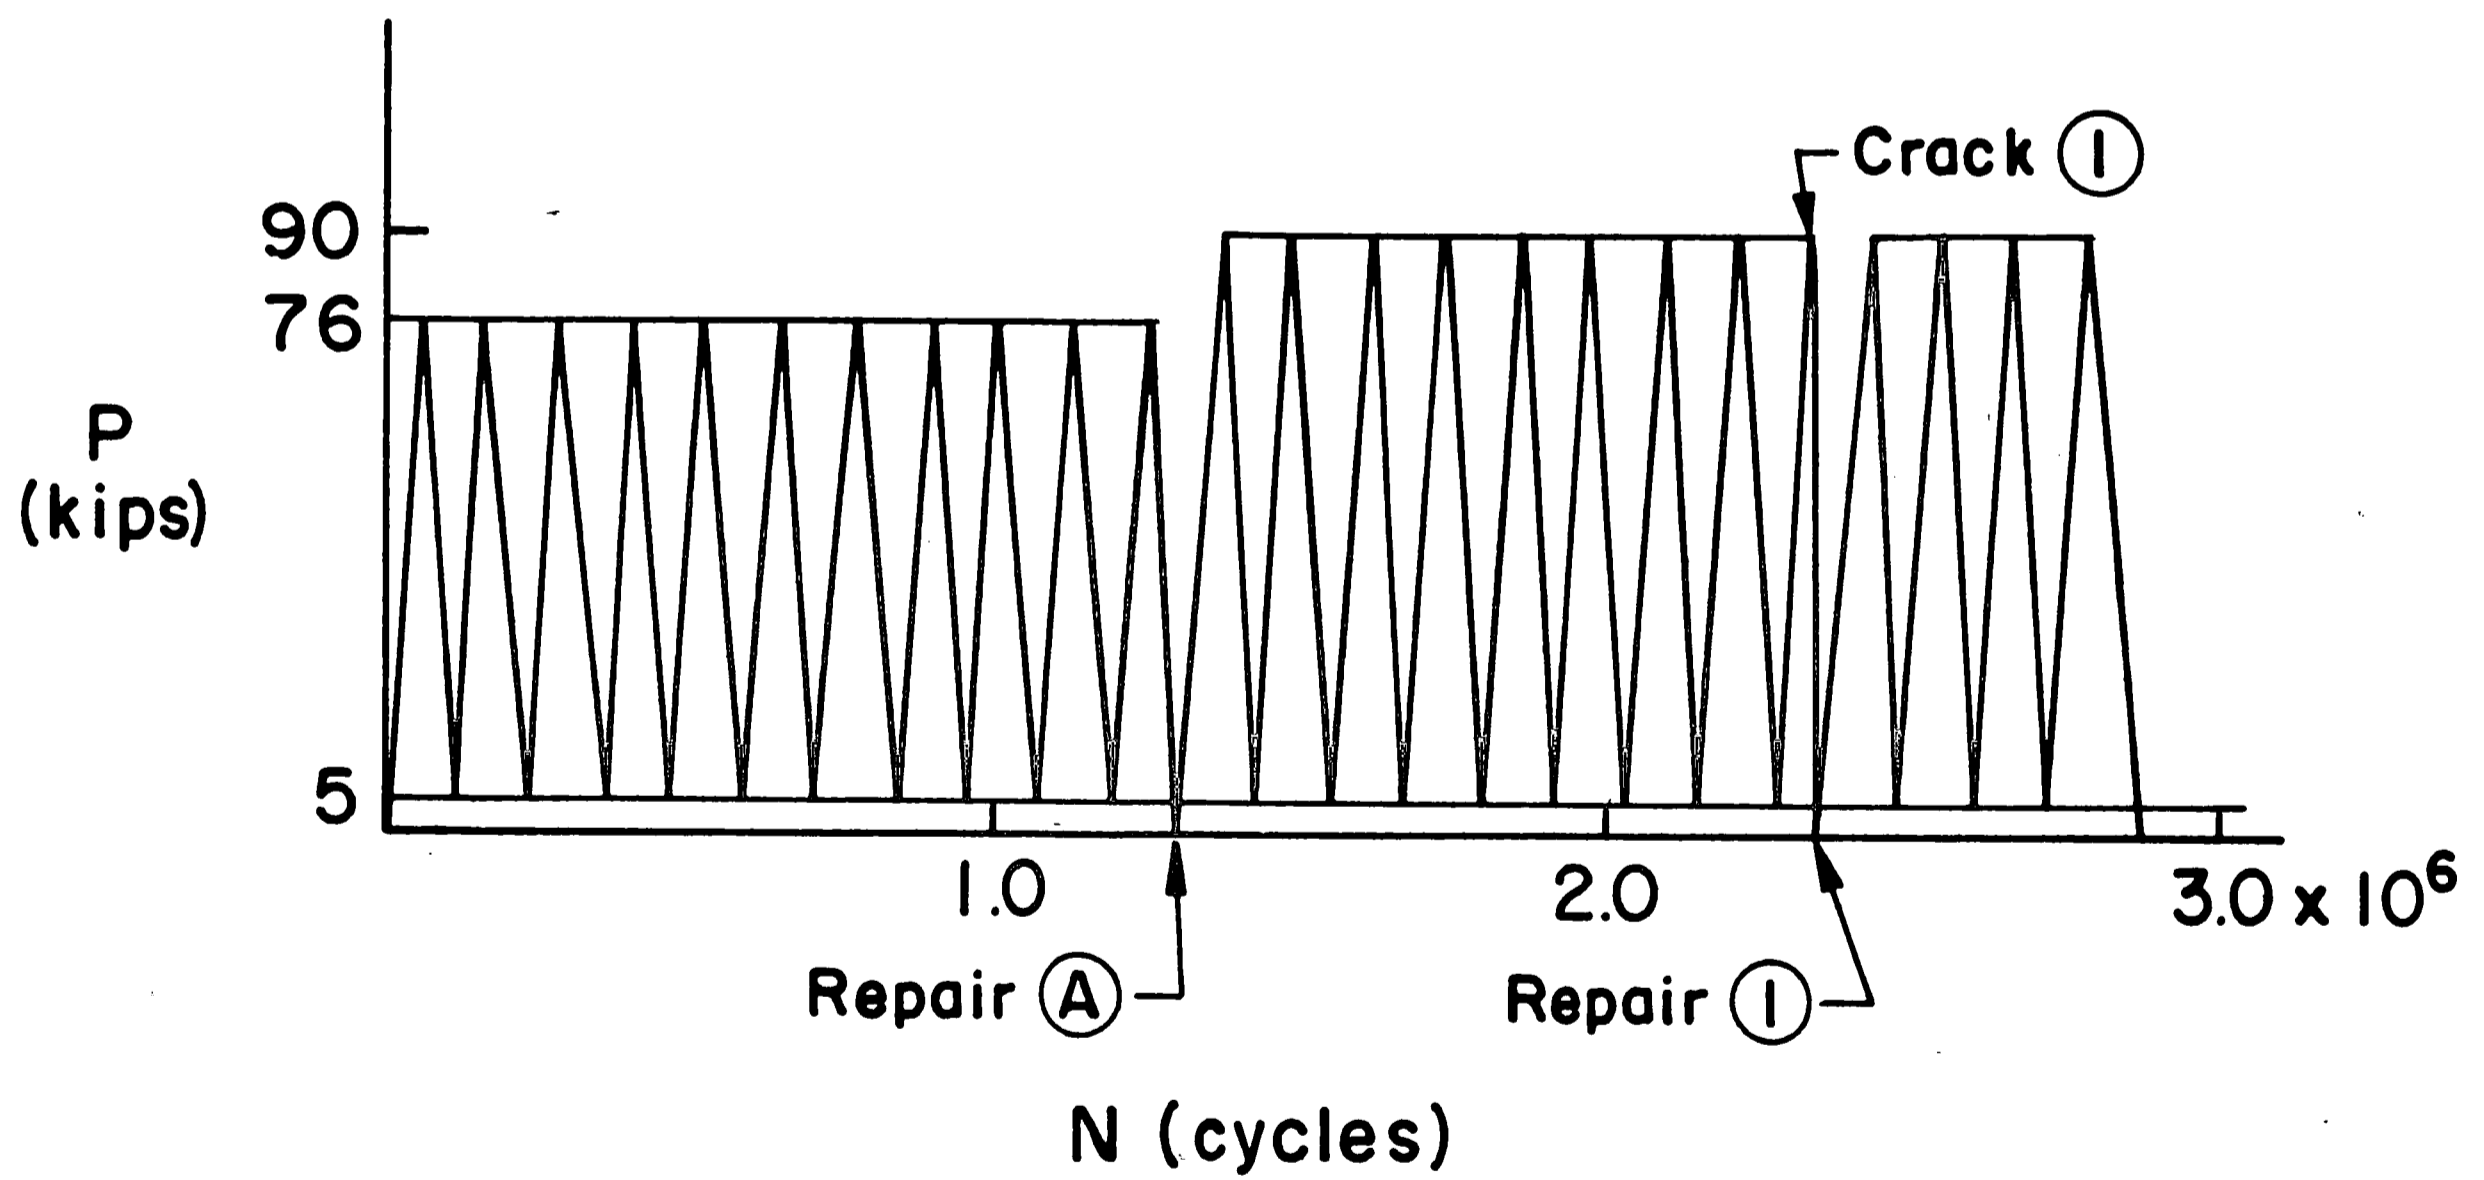 Crack 1
90
76
P
(kips)
5
1.0 2.0 3.0 x 10⁶
Repair A Repair 1
N (cycles)